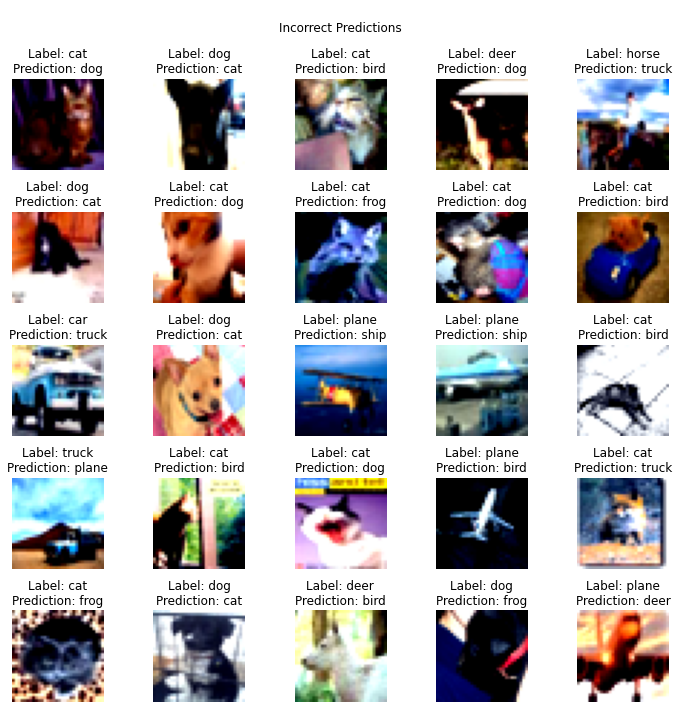 Incorrect Predictions
Label: cat
Prediction: dog
Label: dog
Prediction: cat
Label: cat
Prediction: bird
Label: deer
Prediction: dog
Label: horse
Prediction: truck
Label: dog
Prediction: cat
Label: cat
Prediction: dog
Label: cat
Prediction: frog
Label: cat
Prediction: dog
Label: cat
Prediction: bird
Label: car
Prediction: truck
Label: dog
Prediction: cat
Label: plane
Prediction: ship
Label: plane
Prediction: ship
Label: cat
Prediction: bird
Label: truck
Prediction: plane
Label: cat
Prediction: bird
Label: cat
Prediction: dog
Label: plane
Prediction: bird
Label: cat
Prediction: truck
Label: cat
Prediction: frog
Label: dog
Prediction: cat
Label: deer
Prediction: bird
Label: dog
Prediction: frog
Label: plane
Prediction: deer